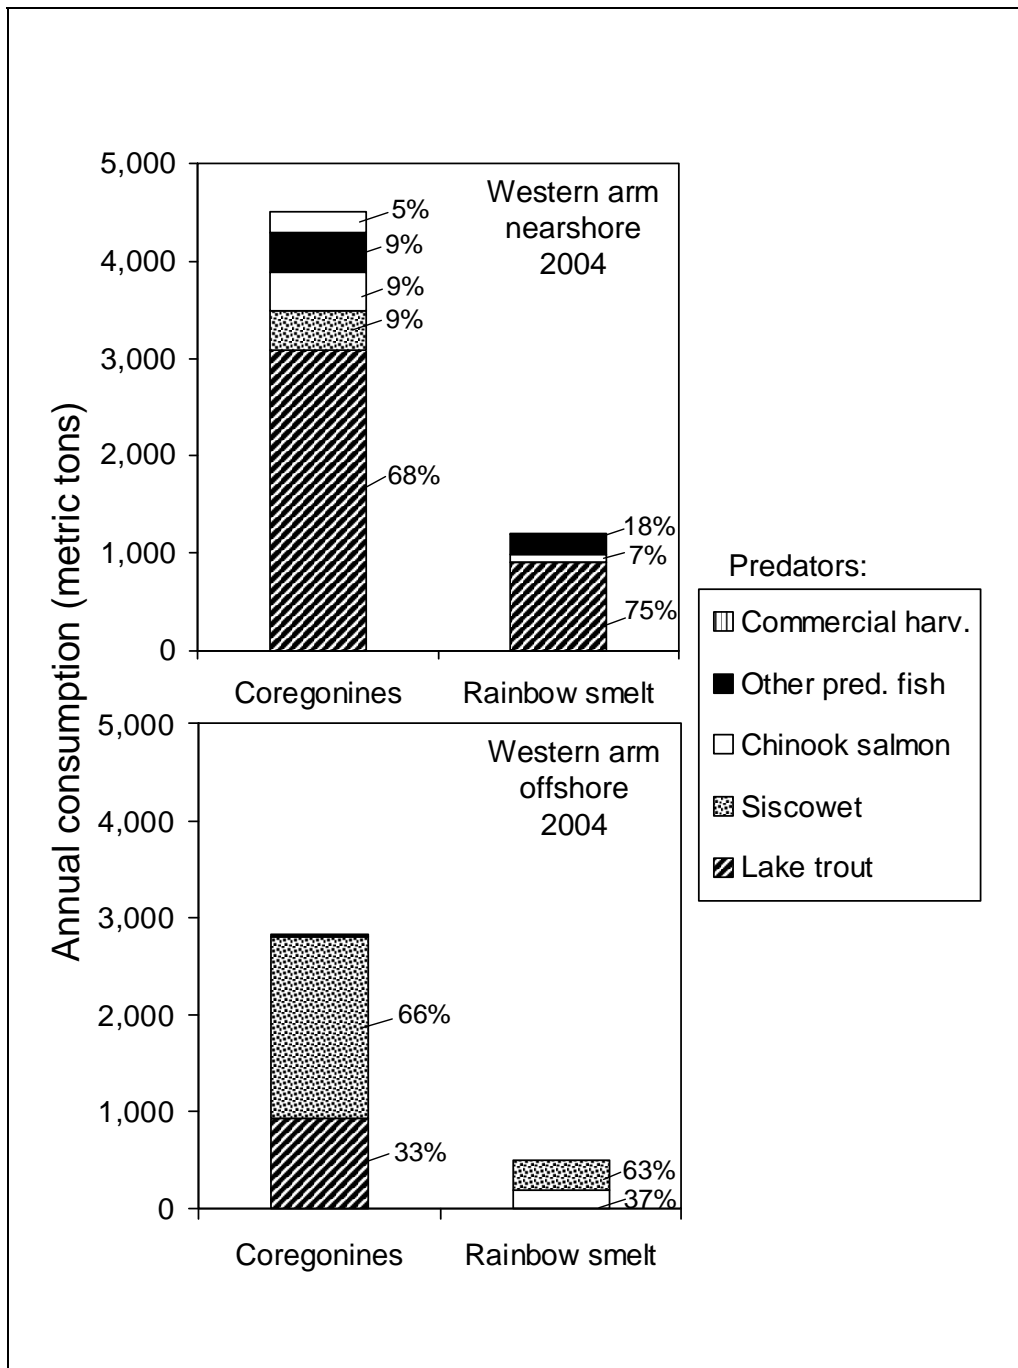 Annual consumption (metric tons)
5,000
4,000
3,000
2,000
1,000
0
Western arm
nearshore
2004
5%
9%
9%
9%
68%
18%
7%
75%
Coregonines
Rainbow smelt
5,000
4,000
3,000
2,000
1,000
0
Western arm
offshore
2004
66%
33%
63%
37%
Coregonines
Rainbow smelt
Predators:
Commercial harv.
Other pred. fish
Chinook salmon
Siscowet
Lake trout